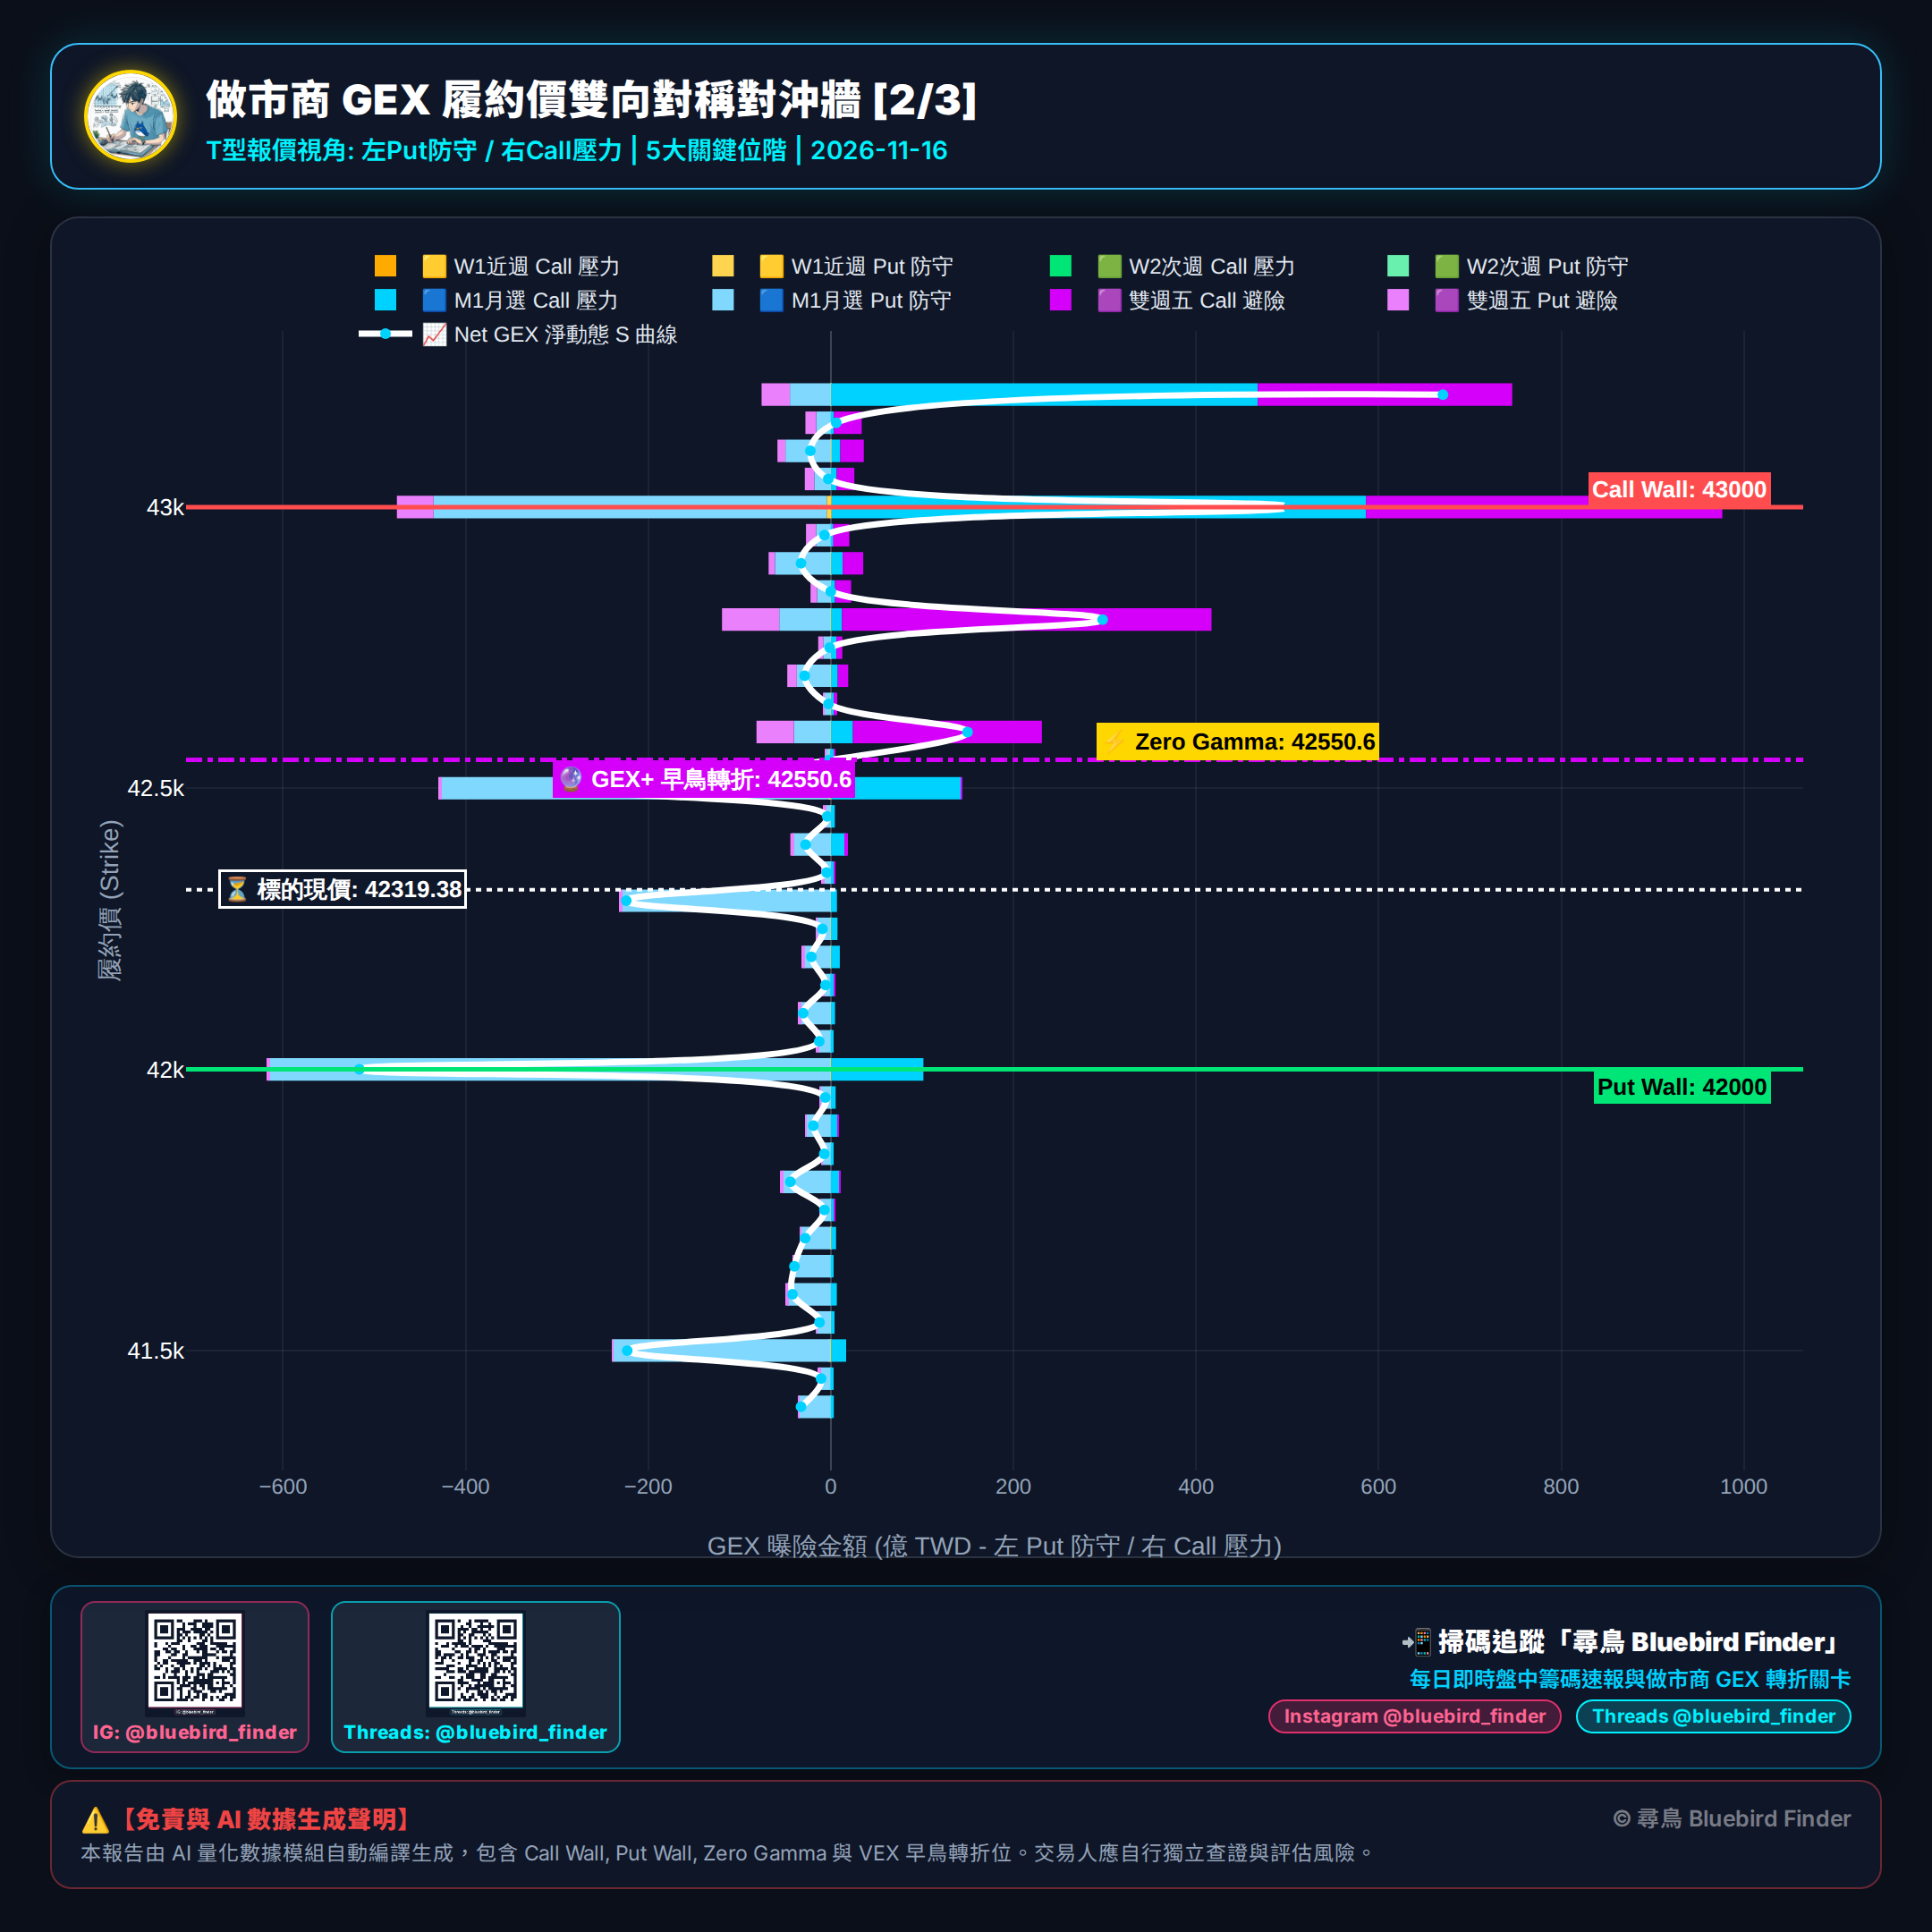 做市商 GEX 履約價雙向對稱對沖牆 [2/3]
T型報價視角: 左Put防守 / 右Call壓力 | 5大關鍵位階 | 2026-11-16
W1近週 Call 壓力
W1近週 Put 防守
W2次週 Call 壓力
W2次週 Put 防守
M1月選 Call 壓力
M1月選 Put 防守
雙週五 Call 避險
雙週五 Put 避險
Net GEX 淨動態 S 曲線
Call Wall: 43000
43k
⚡ Zero Gamma: 42550.6
🔮 GEX+ 早鳥轉折: 42550.6
42.5k
⏳ 標的現價: 42319.38
履約價 (Strike)
42k
Put Wall: 42000
41.5k
−600
−400
−200
0
200
400
600
800
1000
GEX 曝險金額 (億 TWD - 左 Put 防守 / 右 Call 壓力)
IG: @bluebird_finder
Threads: @bluebird_finder
📲 掃碼追蹤「尋鳥 Bluebird Finder」
每日即時盤中籌碼速報與做市商 GEX 轉折關卡
Instagram @bluebird_finder
Threads @bluebird_finder
⚠️【免責與 AI 數據生成聲明】
© 尋鳥 Bluebird Finder
本報告由 AI 量化數據模組自動編譯生成，包含 Call Wall, Put Wall, Zero Gamma 與 VEX 早鳥轉折位。交易人應自行獨立查證與評估風險。